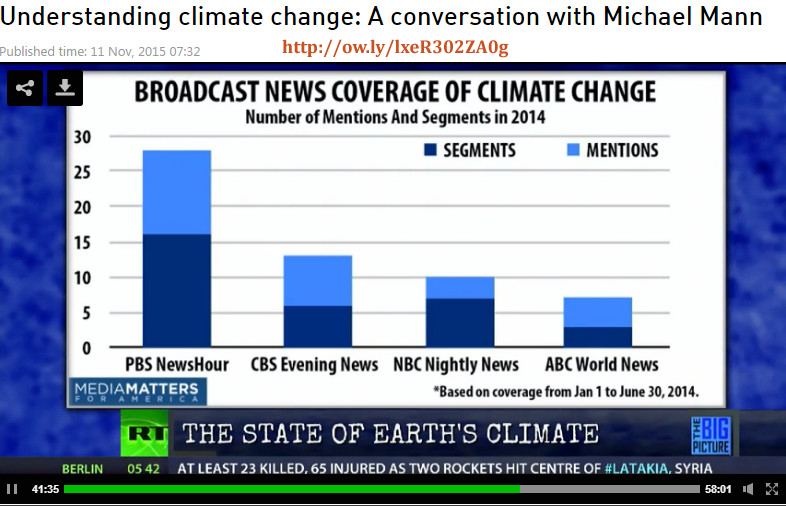 Understanding climate change: A conversation with Michael Mann
Published time: 11 Nov, 2015 07:32
http://ow.ly/lxeR302ZA0g
BROADCAST NEWS COVERAGE OF CLIMATE CHANGE
Number of Mentions And Segments in 2014
SEGMENTS MENTIONS
30
25
20
15
10
5
0
PBS NewsHour CBS Evening News NBC Nightly News ABC World News
MEDIAMATTERS
FOR AMERICA
*Based on coverage from Jan 1 to June 30, 2014.
RT THE STATE OF EARTH'S CLIMATE
THE BIG
PICTURE
BERLIN 05 42 AT LEAST 23 KILLED, 65 INJURED AS TWO ROCKETS HIT CENTRE OF #LATAKIA, SYRIA
41:35 58:01